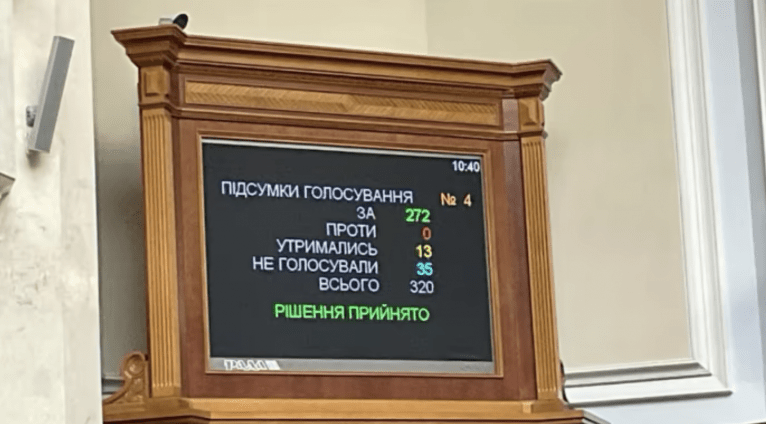 10:40
ПІДСУМКИ ГОЛОСУВАННЯ № 4
ЗА 272
ПРОТИ 0
УТРИМАЛИСЬ 13
НЕ ГОЛОСУВАЛИ 35
ВСЬОГО 320
РІШЕННЯ ПРИЙНЯТО